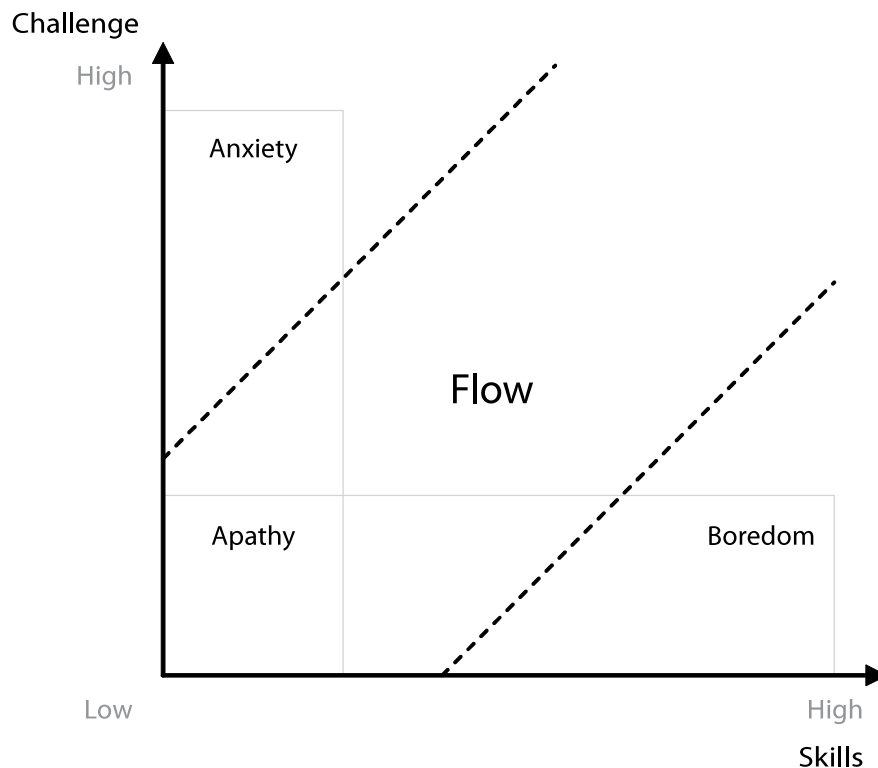 Challenge
High
Anxiety
Flow
Apathy
Boredom
Low
High
Skills